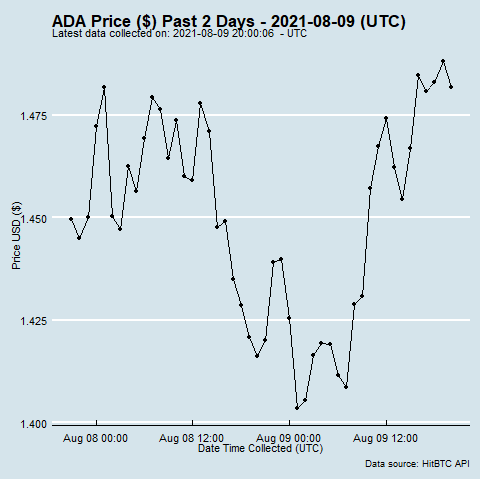 ADA Price ($) Past 2 Days - 2021-08-09 (UTC)
Latest data collected on: 2021-08-09 20:00:06  - UTC
1.475
1.450
1.425
1.400
Price USD ($)
Aug 08 00:00 Aug 08 12:00 Aug 09 00:00 Aug 09 12:00
Date Time Collected (UTC)
Data source: HitBTC API